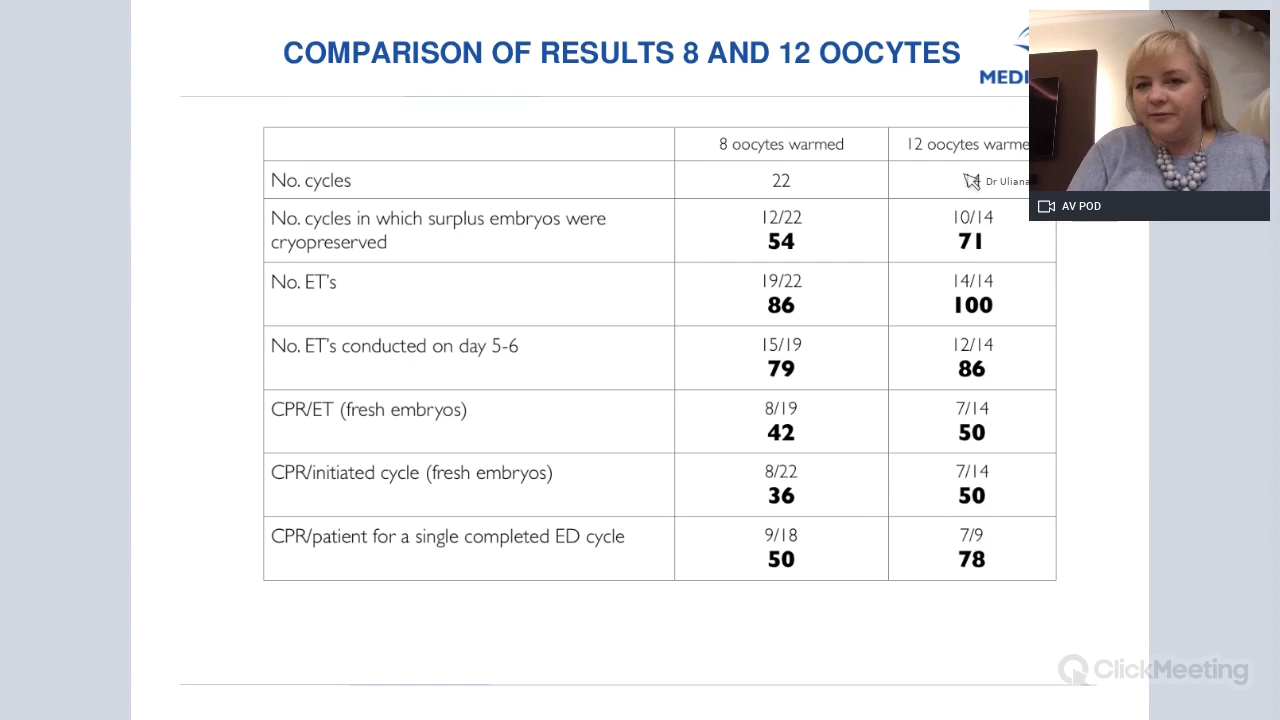 COMPARISON OF RESULTS 8 AND 12 OOCYTES
MEDI
8 oocytes warmed 12 oocytes warme
No. cycles 22 Dr Uliana
No. cycles in which surplus embryos were cryopreserved 12/22 10/14
54 71
No. ET's 19/22 14/14
86 100
No. ET's conducted on day 5-6 15/19 12/14
79 86
CPR/ET (fresh embryos) 8/19 7/14
42 50
CPR/initiated cycle (fresh embryos) 8/22 7/14
36 50
CPR/patient for a single completed ED cycle 9/18 7/9
50 78
AV POD
ClickMeeting